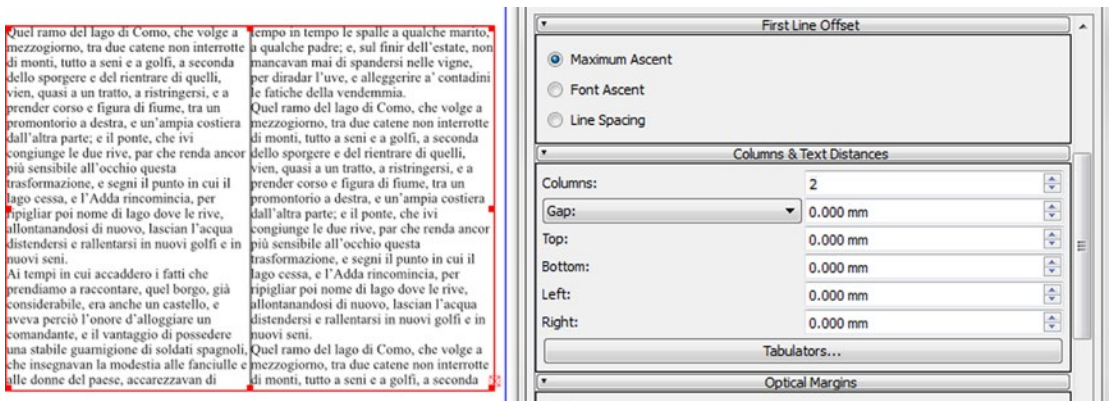 Quel ramo del lago di Como, che volge a
mezzogiorno, tra due catene non interrotte
di monti, tutto a seni e a golfi, a seconda
dello sporgere e del rientrare di quelli,
vien, quasi a un tratto, a ristringersi, e a
prender corso e figura di fiume, tra un
promontorio a destra, e un'ampia costiera
dall'altra parte; e il ponte, che ivi
congiunge le due rive, par che renda ancor
più sensibile all'occhio questa
trasformazione, e segni il punto in cui il
lago cessa, e l'Adda rincomincia, per
ripigliar poi nome di lago dove le rive,
allontanandosi di nuovo, lascian l'acqua
distendersi e rallentarsi in nuovi golfi e in
nuovi seni.
Ai tempi in cui accaddero i fatti che
prendiamo a raccontare, quel borgo, già
considerabile, era anche un castello, e
aveva perciò l'onore d'alloggiare un
comandante, e il vantaggio di possedere
una stabile guarnigione di soldati spagnoli,
che insegnavan la modestia alle fanciulle e
alle donne del paese, accarezzavan di
tempo in tempo le spalle a qualche marito,
a qualche padre; e, sul finir dell'estate, non
mancavan mai di spandersi nelle vigne,
per diradar l'uve, e alleggerire a' contadini
le fatiche della vendemmia.
Quel ramo del lago di Como, che volge a
mezzogiorno, tra due catene non interrotte
di monti, tutto a seni e a golfi, a seconda
dello sporgere e del rientrare di quelli,
vien, quasi a un tratto, a ristringersi, e a
prender corso e figura di fiume, tra un
promontorio a destra, e un'ampia costiera
dall'altra parte; e il ponte, che ivi
congiunge le due rive, par che renda ancor
più sensibile all'occhio questa
trasformazione, e segni il punto in cui il
lago cessa, e l'Adda rincomincia, per
ripigliar poi nome di lago dove le rive,
allontanandosi di nuovo, lascian l'acqua
distendersi e rallentarsi in nuovi golfi e in
nuovi seni.
Quel ramo del lago di Como, che volge a
mezzogiorno, tra due catene non interrotte
di monti, tutto a seni e a golfi, a seconda
First Line Offset
Maximum Ascent
Font Ascent
Line Spacing
Columns & Text Distances
Columns: 2
Gap: 0.000 mm
Top: 0.000 mm
Bottom: 0.000 mm
Left: 0.000 mm
Right: 0.000 mm
Tabulators...
Optical Margins